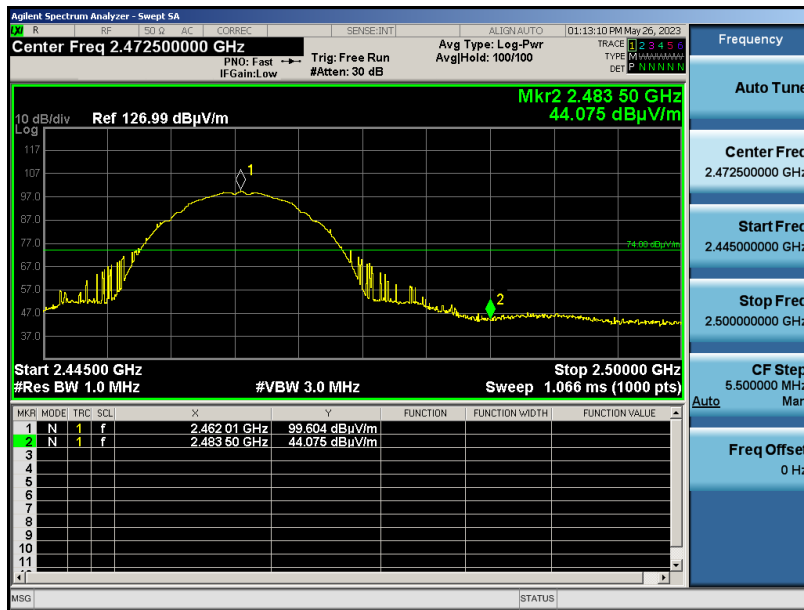 Agilent Spectrum Analyzer - Swept SA
LXI R RF 50 Ω AC CORREC SENSE:INT ALIGN AUTO 01:13:10 PM May 26, 2023
Center Freq 2.472500000 GHz
PNO: Fast
IFGain:Low
Trig: Free Run
#Atten: 30 dB
Avg Type: Log-Pwr
Avg|Hold: 100/100
TRACE 1 2 3 4 5 6
TYPE M
DET P N N N N N
Mkr2 2.483 50 GHz
44.075 dBµV/m
10 dB/div Ref 126.99 dBµV/m
Log
117
107
97.0
87.0
77.0
67.0
57.0
47.0
37.0
1
74.00 dBµV/m
2
Start 2.44500 GHz Stop 2.50000 GHz
#Res BW 1.0 MHz #VBW 3.0 MHz Sweep 1.066 ms (1000 pts)
MKR MODE TRC SCL X Y FUNCTION FUNCTION WIDTH FUNCTION VALUE
1 N 1 f 2.462 01 GHz 99.604 dBµV/m
2 N 1 f 2.483 50 GHz 44.075 dBµV/m
3
4
5
6
7
8
9
10
11
MSG STATUS
Frequency
Auto Tune
Center Freq
2.472500000 GHz
Start Freq
2.445000000 GHz
Stop Freq
2.500000000 GHz
CF Step
5.500000 MHz
Auto Man
Freq Offset
0 Hz